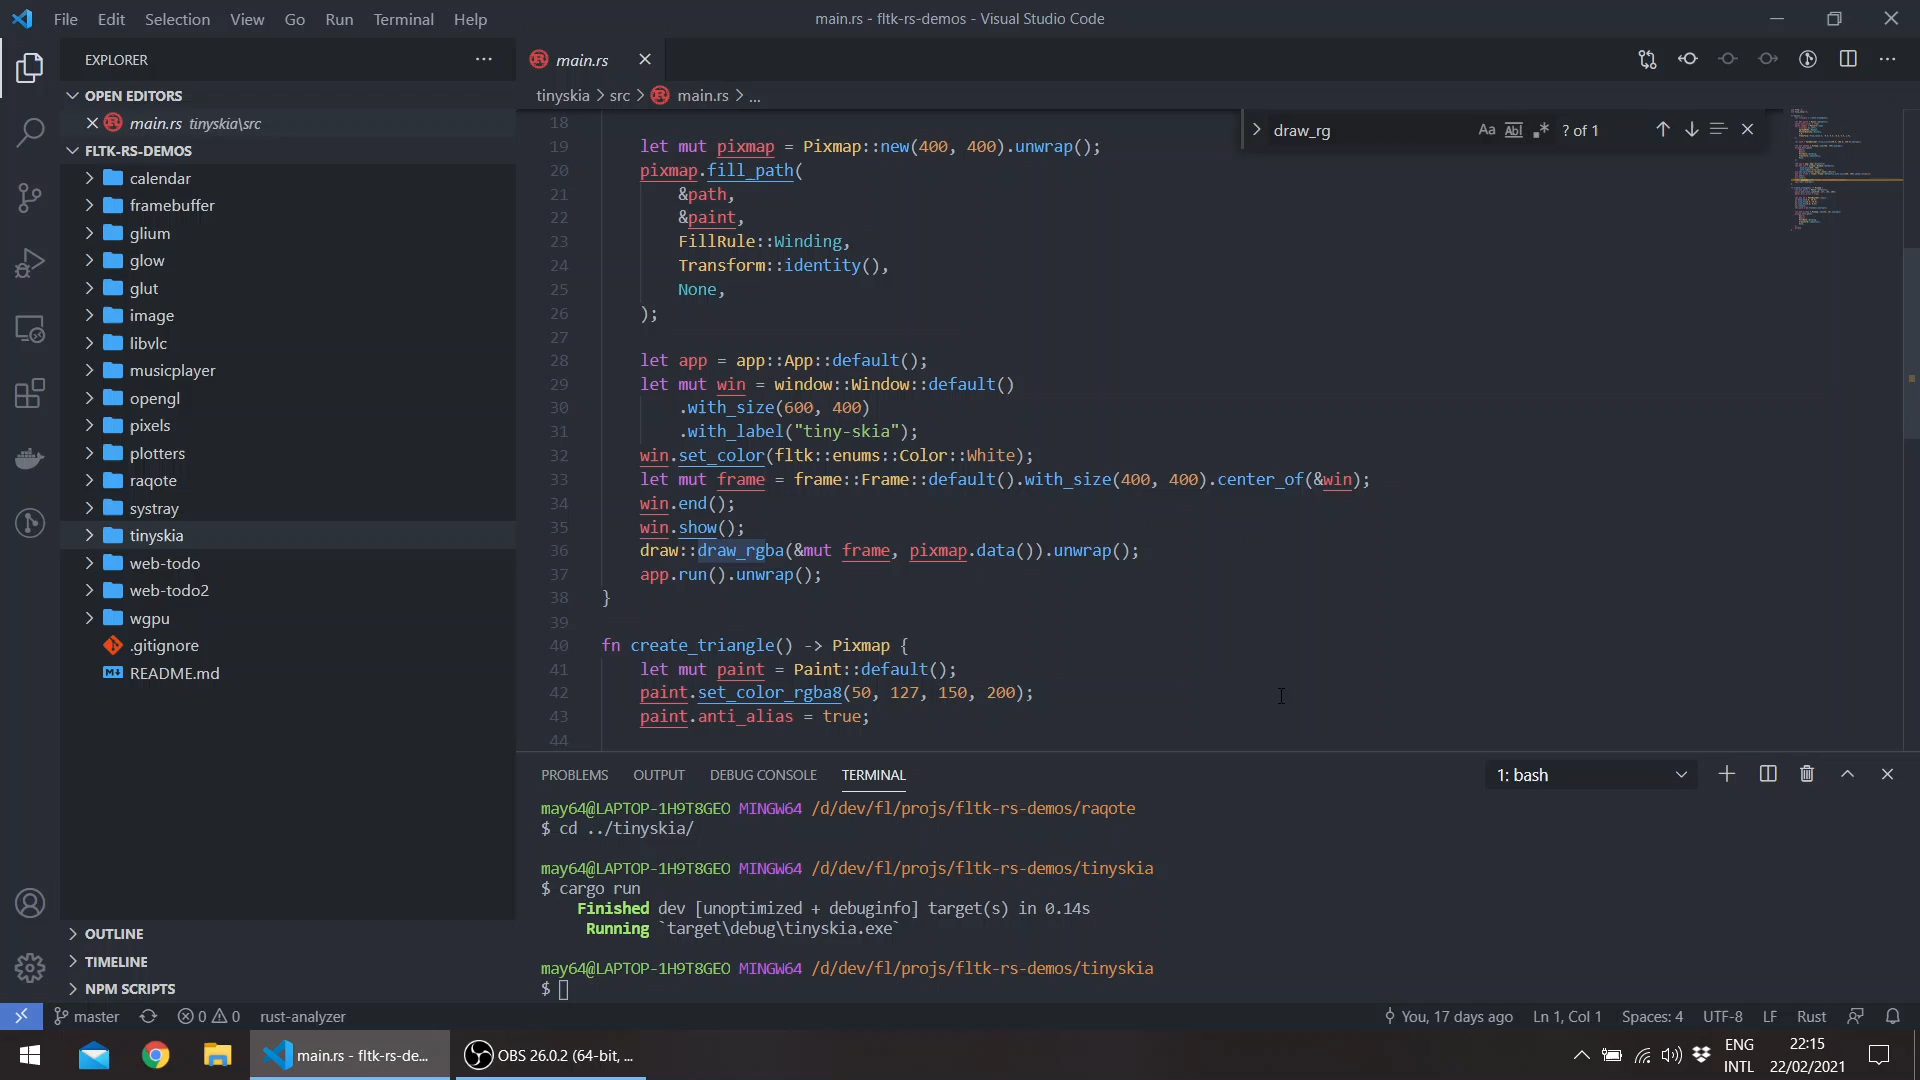 File Edit Selection View Go Run Terminal Help
main.rs - fltk-rs-demos - Visual Studio Code
EXPLORER
OPEN EDITORS
main.rs tinyskia\src
FLTK-RS-DEMOS
calendar
framebuffer
glium
glow
glut
image
libvlc
musicplayer
opengl
pixels
plotters
raqote
systray
tinyskia
web-todo
web-todo2
wgpu
.gitignore
README.md
OUTLINE
TIMELINE
NPM SCRIPTS
main.rs
tinyskia > src > main.rs > ...
draw_rg Aa Abl .* ? of 1
18
19 let mut pixmap = Pixmap::new(400, 400).unwrap();
20 pixmap.fill_path(
21 &path,
22 &paint,
23 FillRule::Winding,
24 Transform::identity(),
25 None,
26 );
27
28 let app = app::App::default();
29 let mut win = window::Window::default()
30 .with_size(600, 400)
31 .with_label("tiny-skia");
32 win.set_color(fltk::enums::Color::White);
33 let mut frame = frame::Frame::default().with_size(400, 400).center_of(&win);
34 win.end();
35 win.show();
36 draw::draw_rgba(&mut frame, pixmap.data()).unwrap();
37 app.run().unwrap();
38 }
39
40 fn create_triangle() -> Pixmap {
41 let mut paint = Paint::default();
42 paint.set_color_rgba8(50, 127, 150, 200);
43 paint.anti_alias = true;
44
PROBLEMS OUTPUT DEBUG CONSOLE TERMINAL
1: bash
may64@LAPTOP-1H9T8GEO MINGW64 /d/dev/fl/projs/fltk-rs-demos/raqote
$ cd ../tinyskia/
may64@LAPTOP-1H9T8GEO MINGW64 /d/dev/fl/projs/fltk-rs-demos/tinyskia
$ cargo run
Finished dev [unoptimized + debuginfo] target(s) in 0.14s
Running `target\debug\tinyskia.exe`
may64@LAPTOP-1H9T8GEO MINGW64 /d/dev/fl/projs/fltk-rs-demos/tinyskia
$
master 0 0 rust-analyzer
You, 17 days ago Ln 1, Col 1 Spaces: 4 UTF-8 LF Rust
main.rs - fltk-rs-de...
OBS 26.0.2 (64-bit, ...
ENG
INTL
22:15
22/02/2021